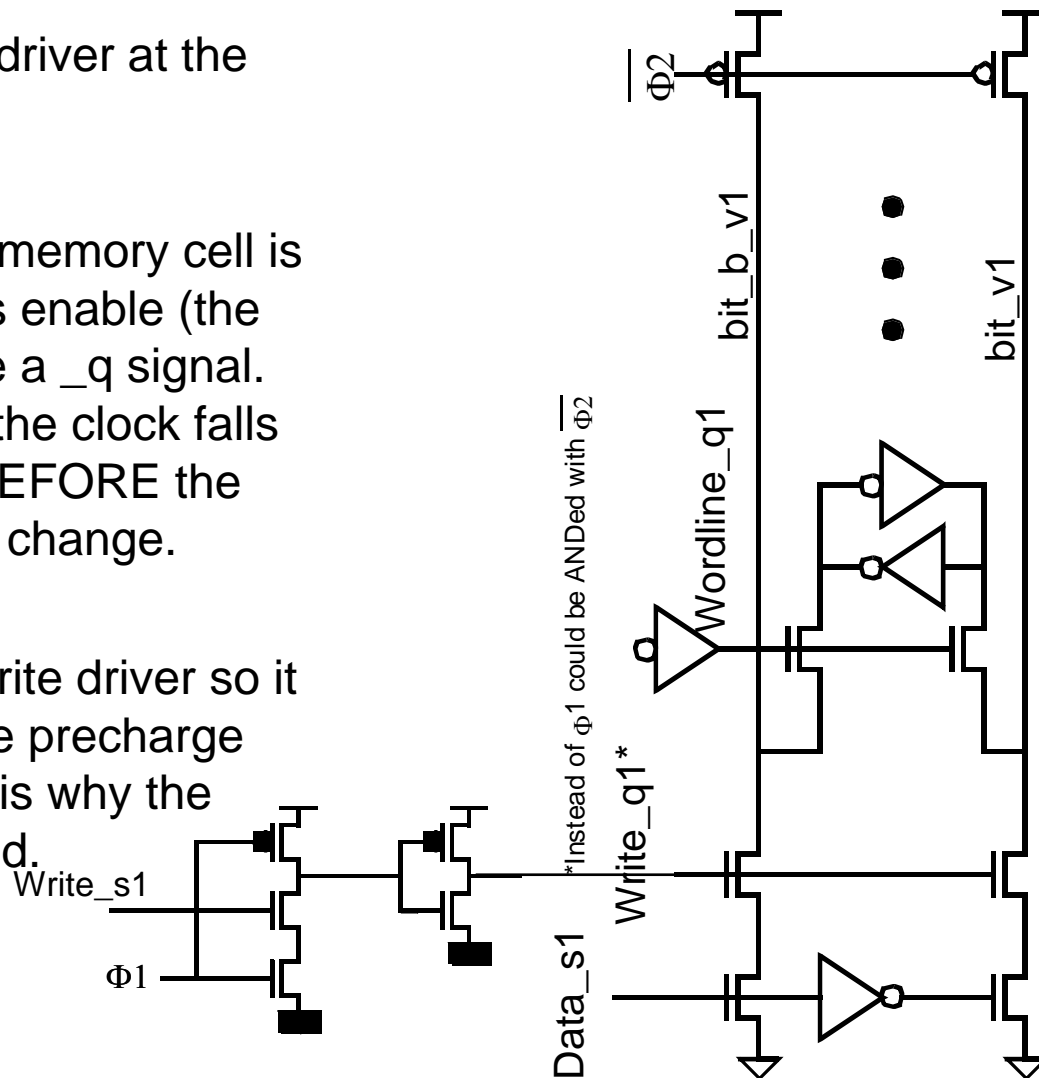 driver at the
memory cell is
s enable (the
e a _q signal.
the clock falls
EFORE the
change.
rite driver so it
e precharge
is why the
d.
Write_s1
Φ1
*Instead of Φ1 could be ANDed with Φ2̅
Write_q1*
Data_s1
Wordline_q1
Φ2̅
bit_b_v1
bit_v1